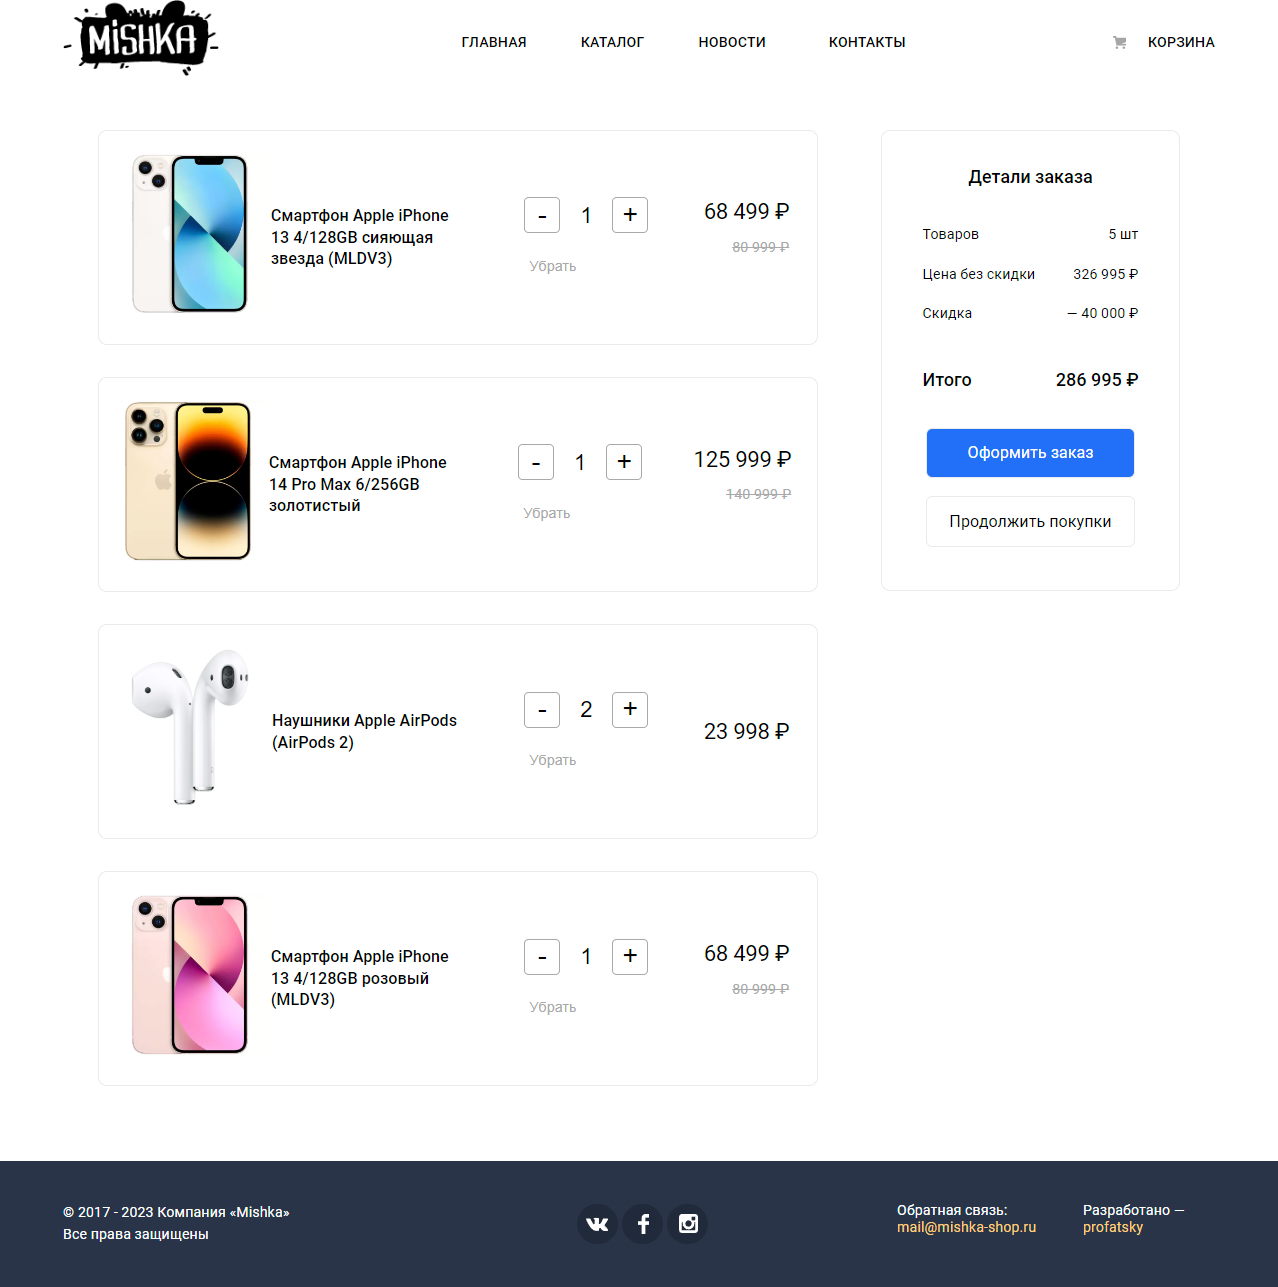 MiSHKA
ГЛАВНАЯ
КАТАЛОГ
НОВОСТИ
КОНТАКТЫ
КОРЗИНА
Смартфон Apple iPhone
13 4/128GB сияющая
звезда (MLDV3)
- 1 +
Убрать
68 499 ₽
80 999 ₽
Смартфон Apple iPhone
14 Pro Max 6/256GB
золотистый
- 1 +
Убрать
125 999 ₽
140 999 ₽
Наушники Apple AirPods
(AirPods 2)
- 2 +
Убрать
23 998 ₽
Смартфон Apple iPhone
13 4/128GB розовый
(MLDV3)
- 1 +
Убрать
68 499 ₽
80 999 ₽
Детали заказа
Товаров 5 шт
Цена без скидки 326 995 ₽
Скидка — 40 000 ₽
Итого 286 995 ₽
Оформить заказ
Продолжить покупки
© 2017 - 2023 Компания «Mishka»
Все права защищены
Обратная связь:
mail@mishka-shop.ru
Разработано —
profatsky